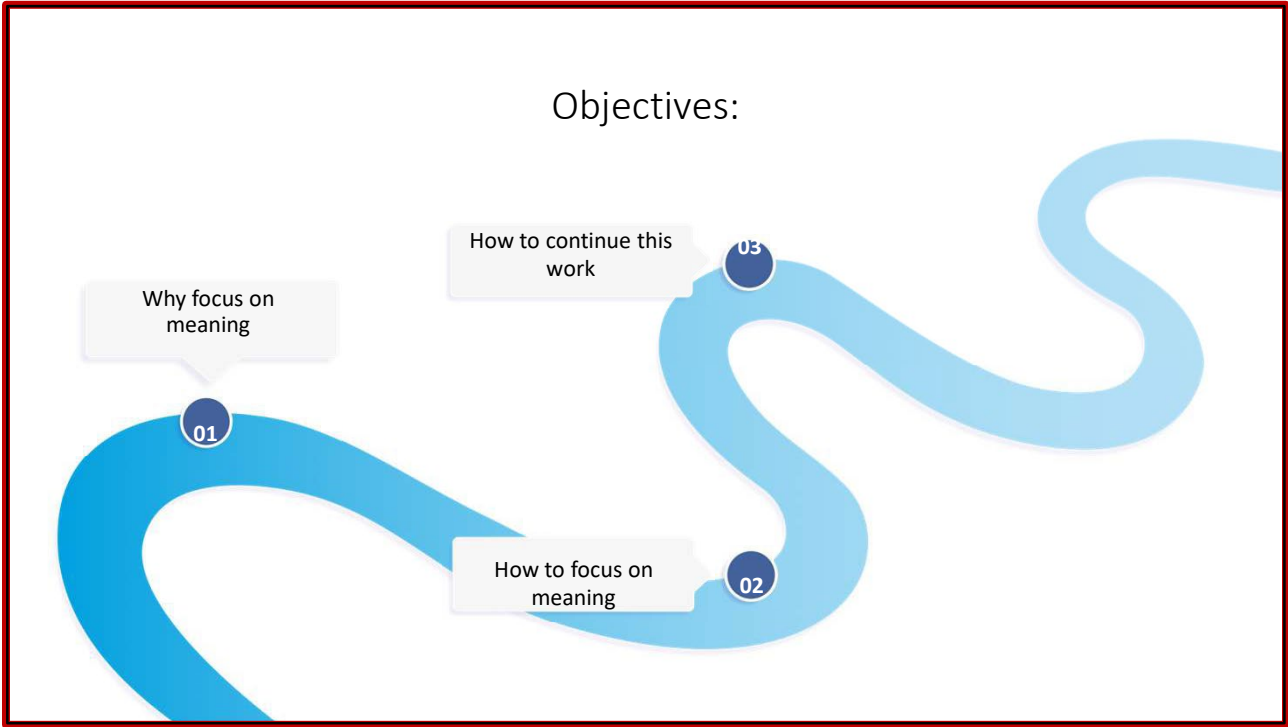 Objectives:
Why focus on
meaning
01
How to focus on
meaning
02
How to continue this
work
03